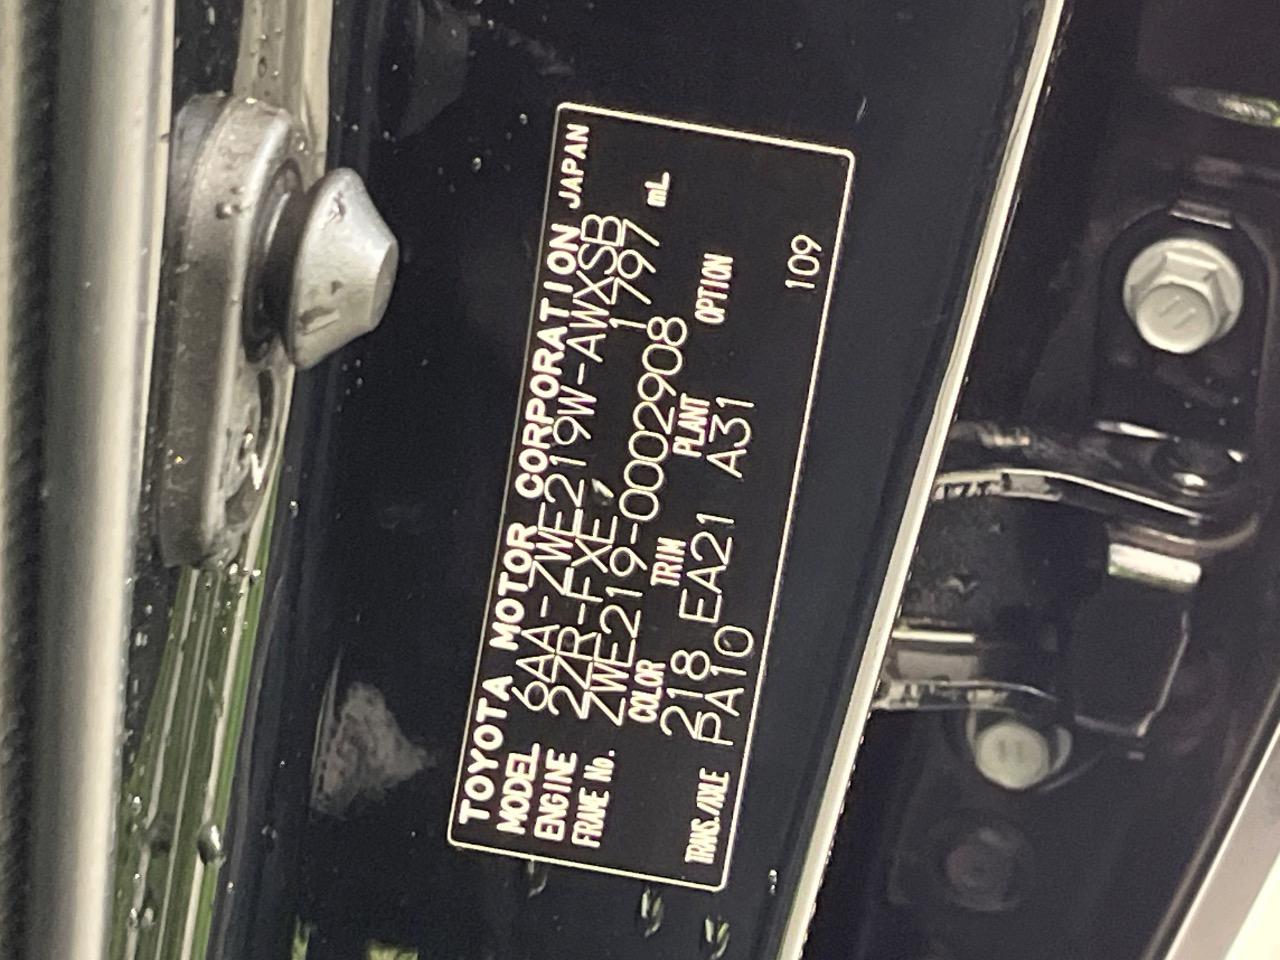 TOYOTA MOTOR CORPORATION JAPAN
MODEL 6AA-ZWE219W-AWXSB
ENGINE 2ZR-FXE, 1797 mL
FRAME No. ZWE219-0002908
COLOR TRIM PLANT OPTION
218 EA21 A31
TRANS./AXLE PA10 109